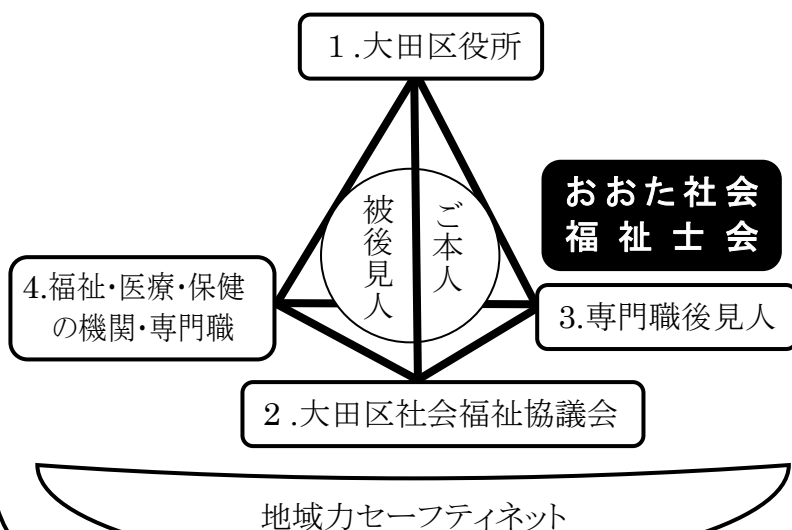 1.大田区役所
おおた社会
福祉士会
被後見人
ご本人
4.福祉・医療・保健
の機関・専門職
3.専門職後見人
2.大田区社会福祉協議会
地域力セーフティネット